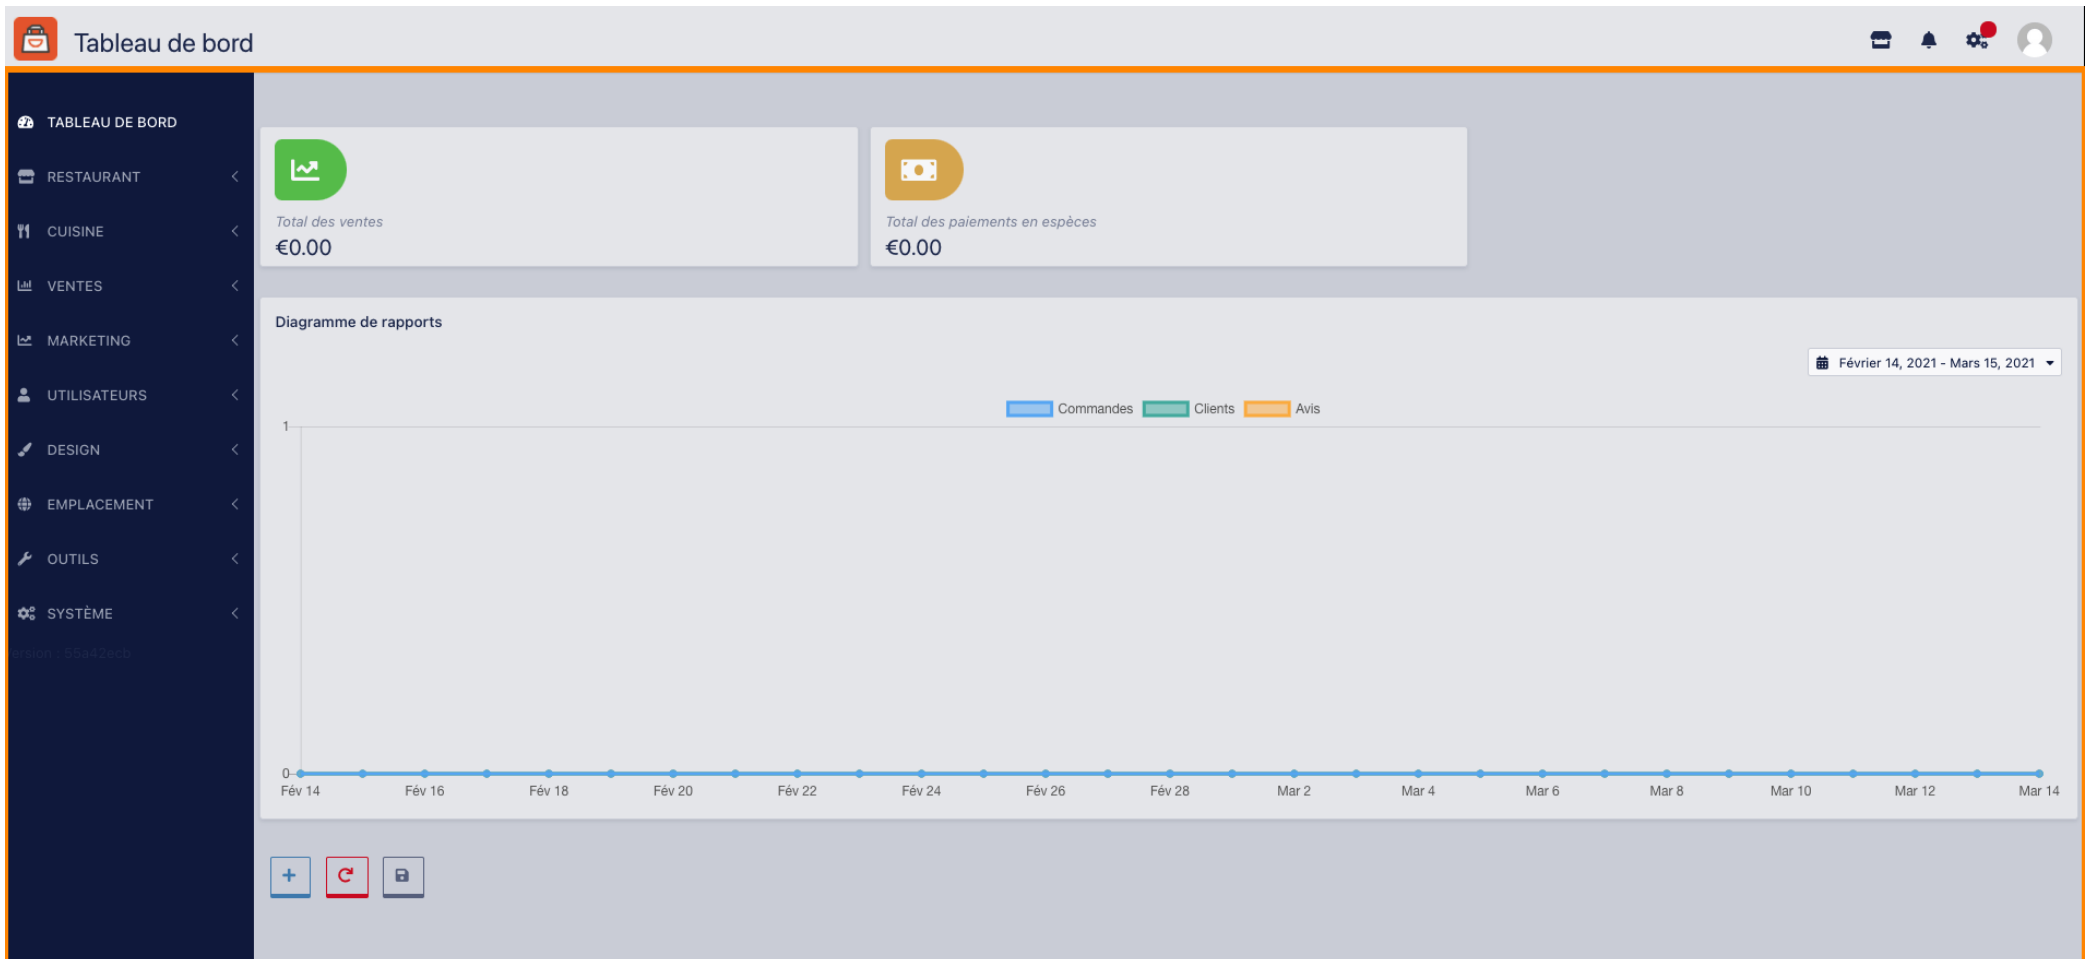 Tableau de bord
TABLEAU DE BORD
RESTAURANT
CUISINE
VENTES
MARKETING
UTILISATEURS
DESIGN
EMPLACEMENT
OUTILS
SYSTÈME
ersion : 55a42ecb
Total des ventes
€0.00
Total des paiements en espèces
€0.00
Diagramme de rapports
Février 14, 2021 - Mars 15, 2021
Commandes Clients Avis
1
0
Fév 14 Fév 16 Fév 18 Fév 20 Fév 22 Fév 24 Fév 26 Fév 28 Mar 2 Mar 4 Mar 6 Mar 8 Mar 10 Mar 12 Mar 14